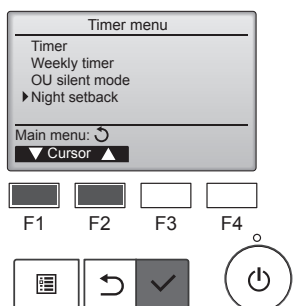 Timer menu
Timer
Weekly timer
OU silent mode
▶Night setback
Main menu: ↺
▼ Cursor ▲
F1 F2 F3 F4